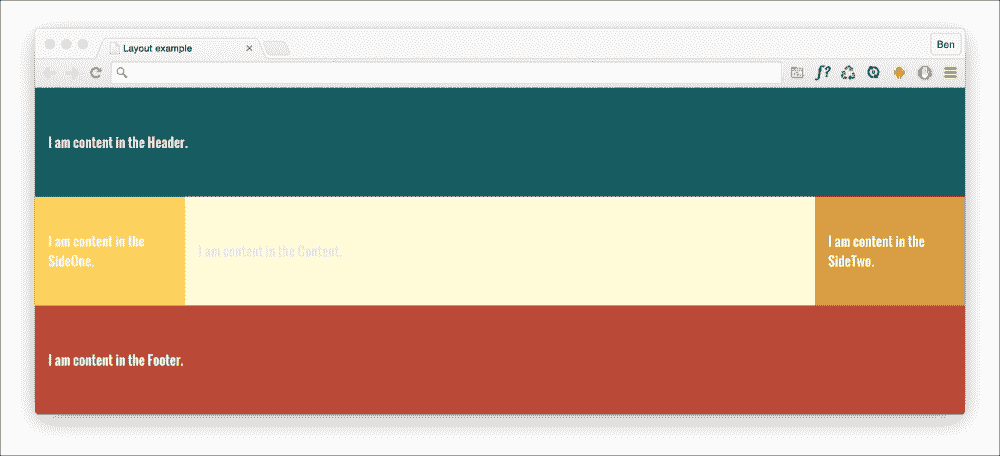 Layout example
Ben
f?
I am content in the Header.
I am content in the
SideOne.
I am content in the Content.
I am content in the
SideTwo.
I am content in the Footer.